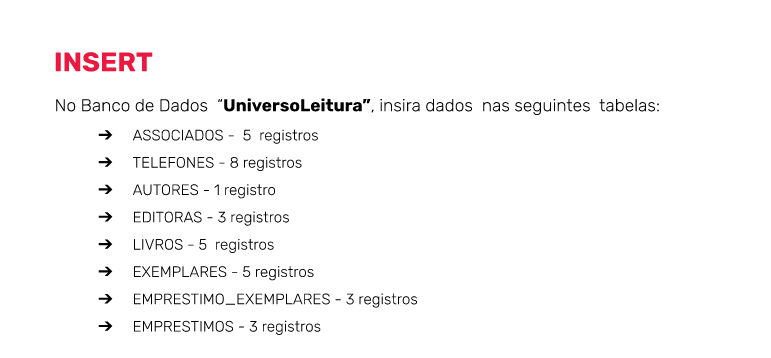 INSERT
No Banco de Dados “UniversoLeitura”, insira dados nas seguintes tabelas:
➔ ASSOCIADOS - 5 registros
➔ TELEFONES - 8 registros
➔ AUTORES - 1 registro
➔ EDITORAS - 3 registros
➔ LIVROS - 5 registros
➔ EXEMPLARES - 5 registros
➔ EMPRESTIMO_EXEMPLARES - 3 registros
➔ EMPRESTIMOS - 3 registros